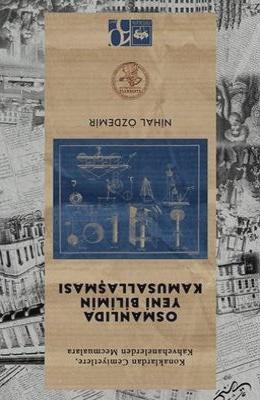 Konaklardan Cemiyetlere,
Kahvehanelerden Mecmualara
OSMANLIDA
YENİ BİLİMİN
KAMUSALLAŞMASI
NİHAL ÖZDEMİR